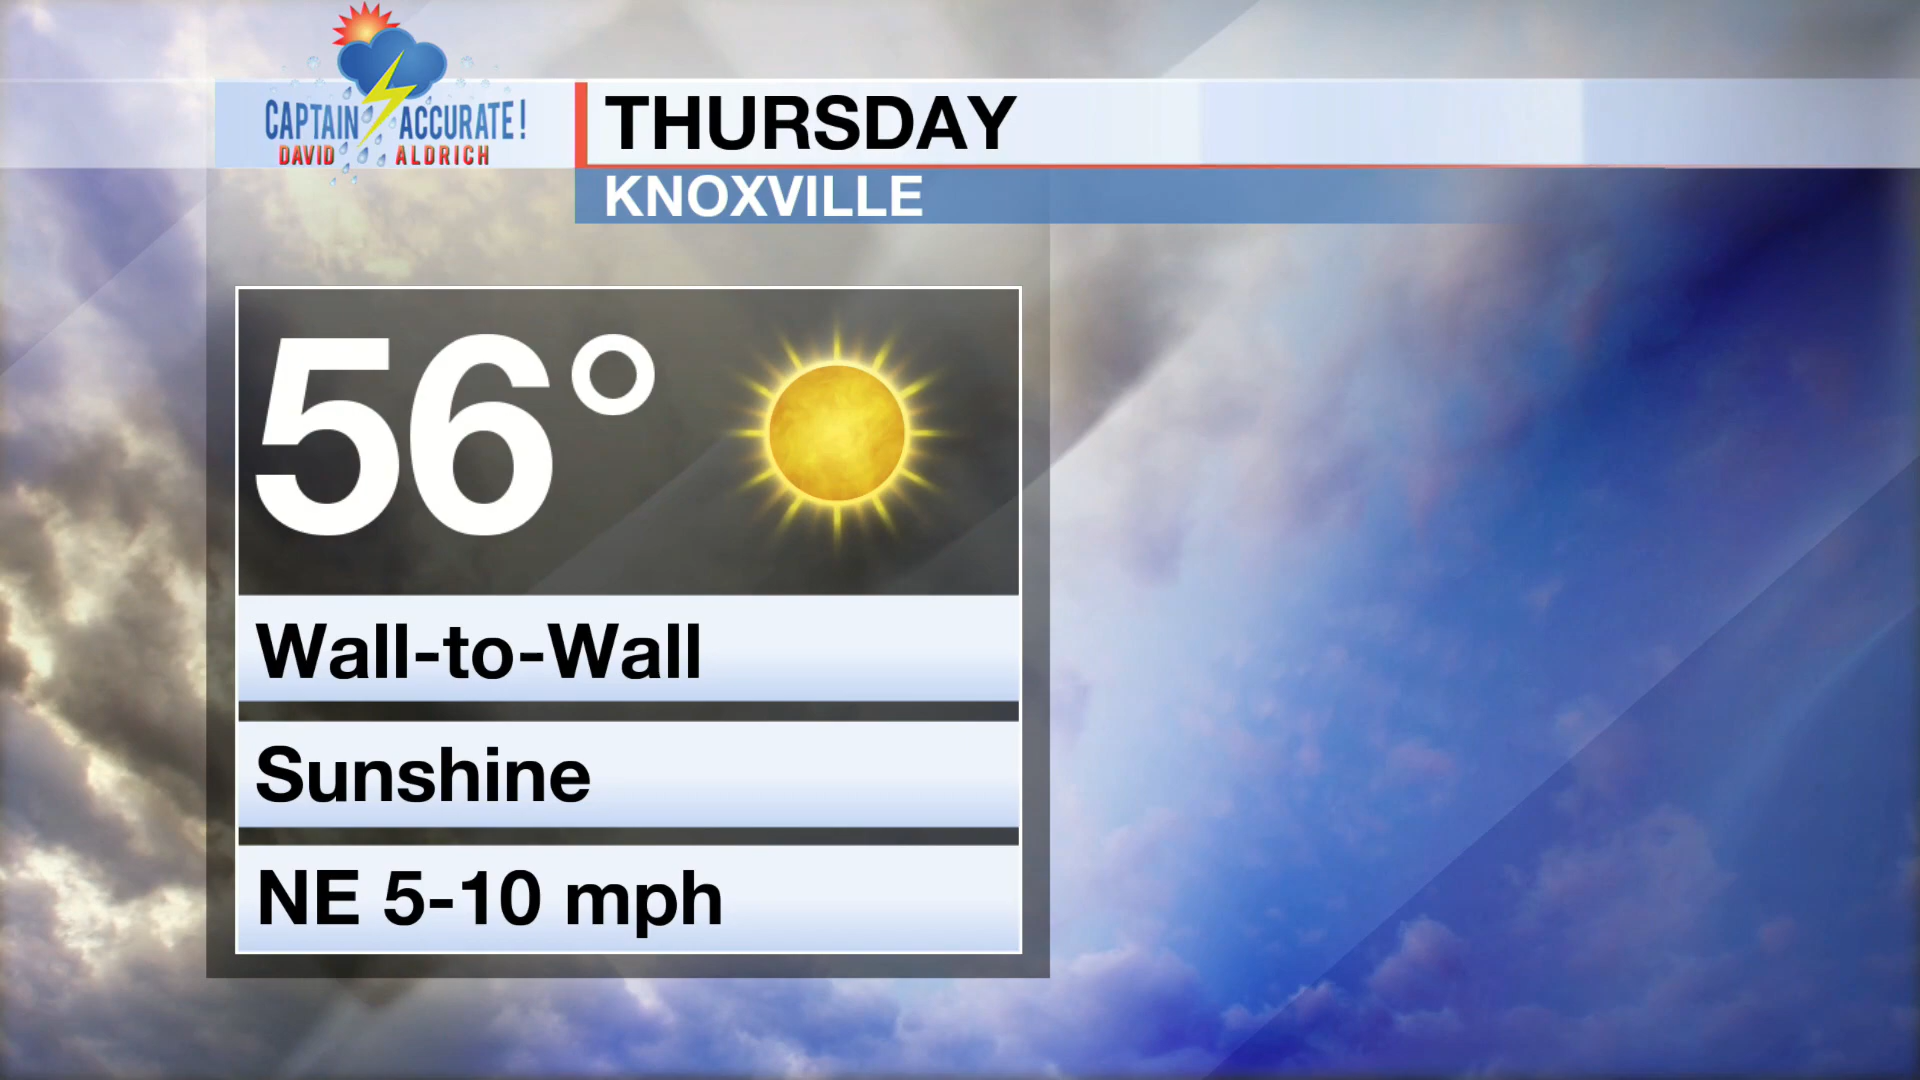 CAPTAIN ACCURATE!
DAVID ALDRICH
THURSDAY
KNOXVILLE
56°
Wall-to-Wall
Sunshine
NE 5-10 mph